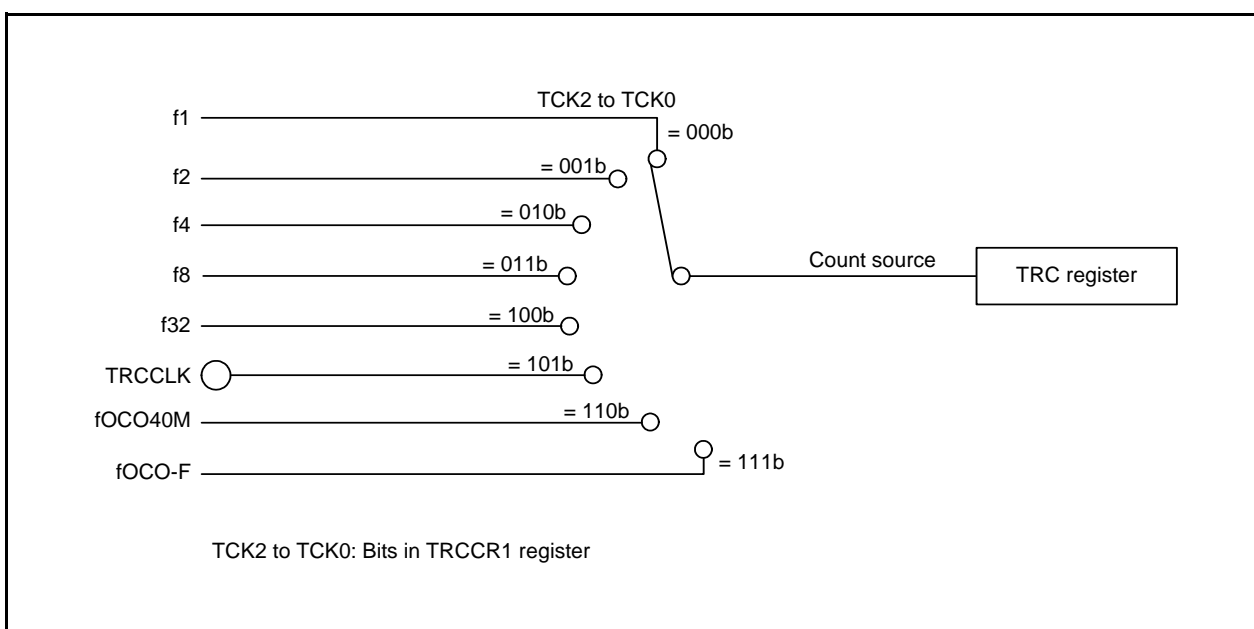 TCK2 to TCK0
f1
= 000b
f2
= 001b
f4
= 010b
f8
= 011b
Count source
TRC register
f32
= 100b
TRCCLK
= 101b
fOCO40M
= 110b
fOCO-F
= 111b
TCK2 to TCK0: Bits in TRCCR1 register